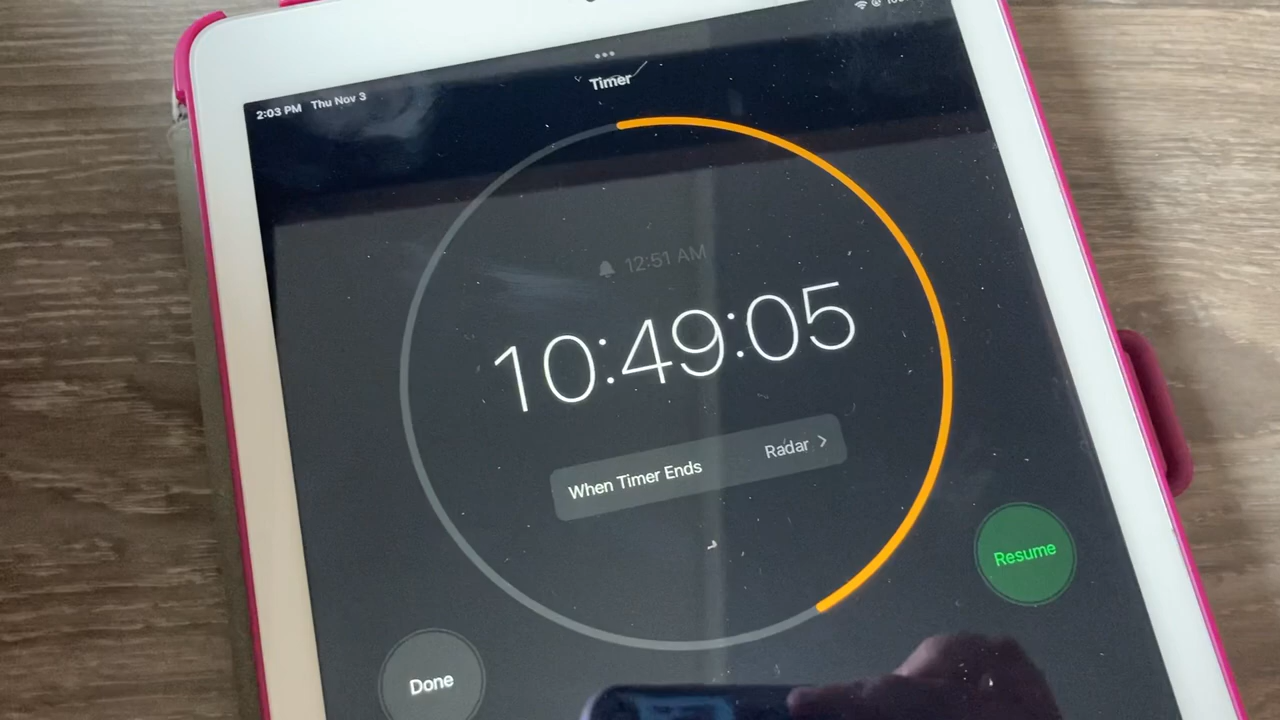 2:03 PM Thu Nov 3
Timer
12:51 AM
10:49:05
When Timer Ends Radar >
Resume
Done